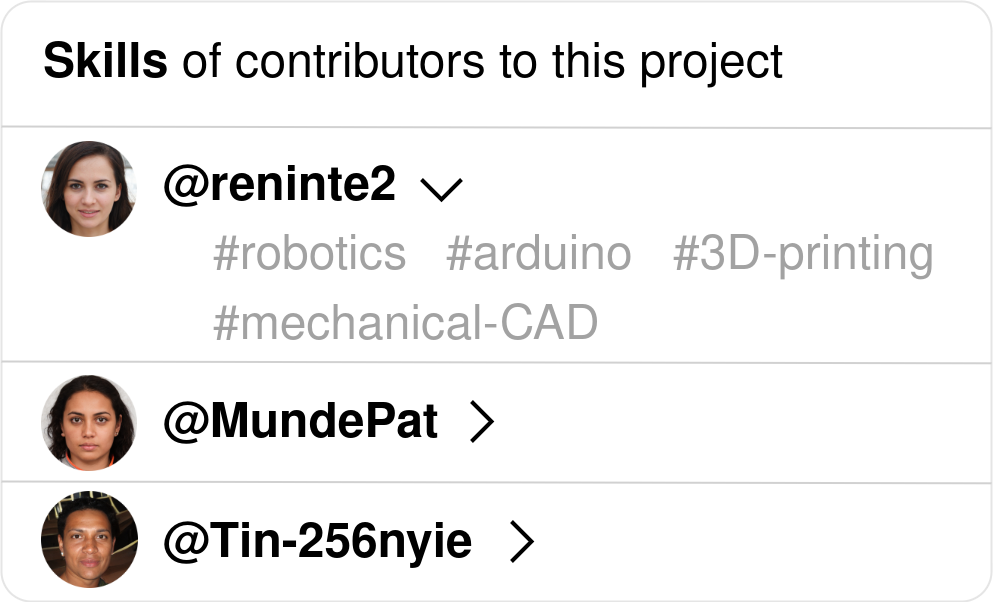 Skills of contributors to this project
@reninte2
#robotics #arduino #3D-printing
#mechanical-CAD
@MundePat
@Tin-256nyie